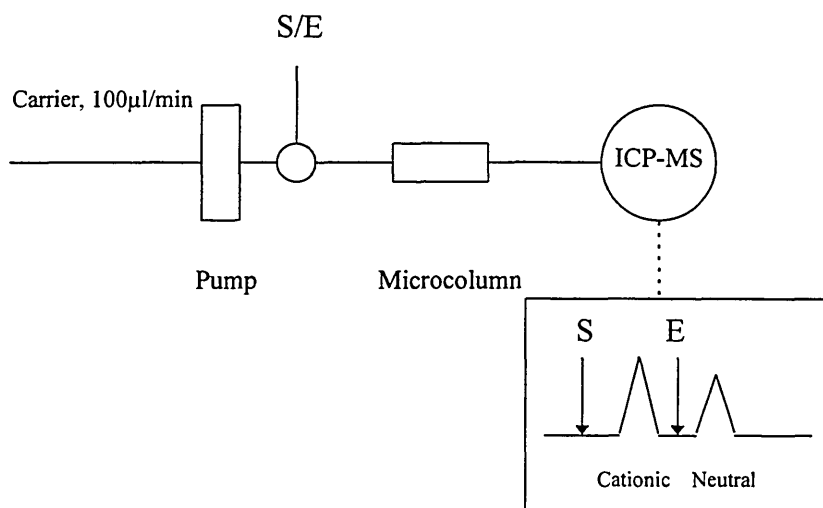 S/E
Carrier, 100µl/min
ICP-MS
Pump
Microcolumn
S
E
Cationic
Neutral